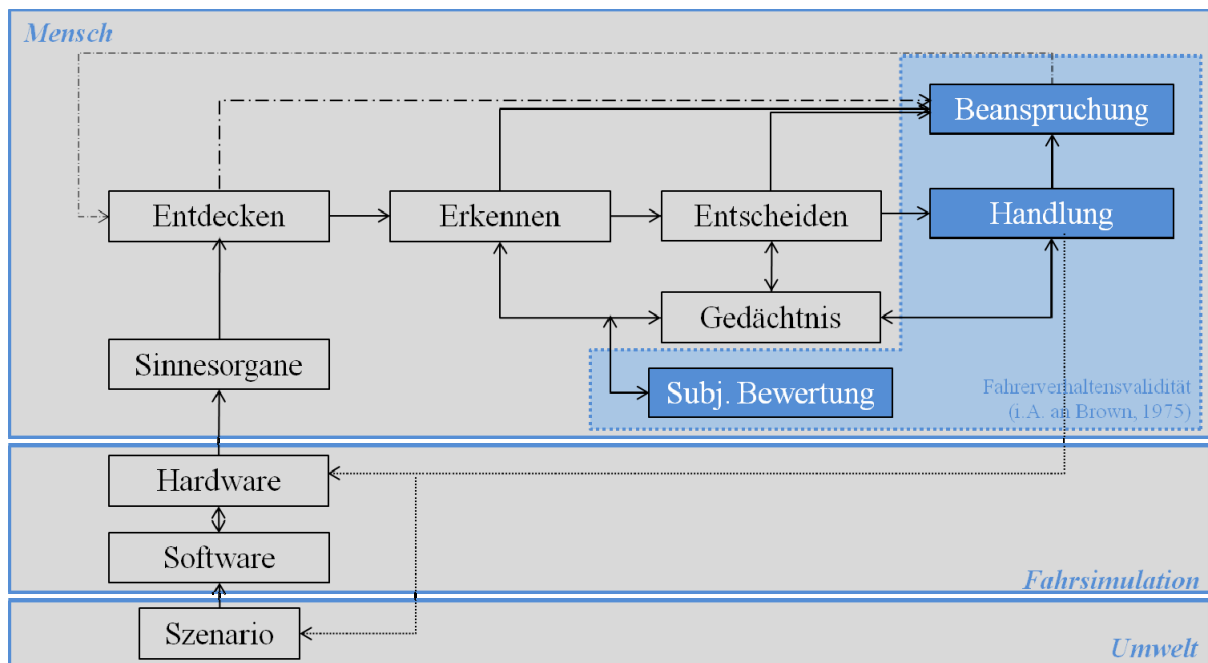 Mensch
Beanspruchung
Entdecken
Erkennen
Entscheiden
Handlung
Gedächtnis
Sinnesorgane
Subj. Bewertung
Fahrerverhaltensvalidität
(i.A. an Brown, 1975)
Hardware
Software
Fahrsimulation
Szenario
Umwelt